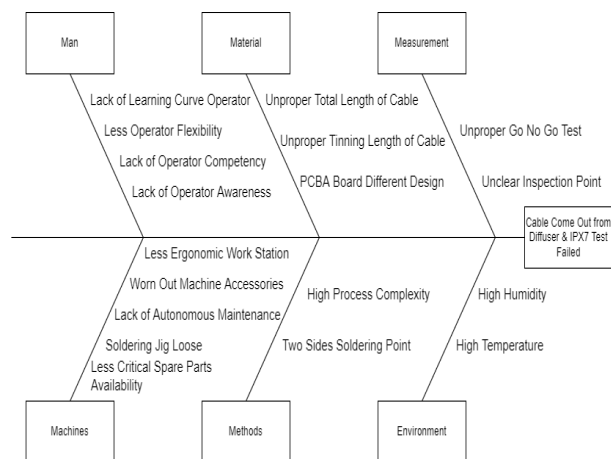 Man
Material
Measurement
Lack of Learning Curve Operator
Less Operator Flexibility
Lack of Operator Competency
Lack of Operator Awareness
Unproper Total Length of Cable
Unproper Tinning Length of Cable
PCBA Board Different Design
Unproper Go No Go Test
Unclear Inspection Point
Cable Come Out from
Diffuser & IPX7 Test
Failed
Less Ergonomic Work Station
Worn Out Machine Accessories
Lack of Autonomous Maintenance
Soldering Jig Loose
Less Critical Spare Parts
Availability
High Process Complexity
Two Sides Soldering Point
High Humidity
High Temperature
Machines
Methods
Environment